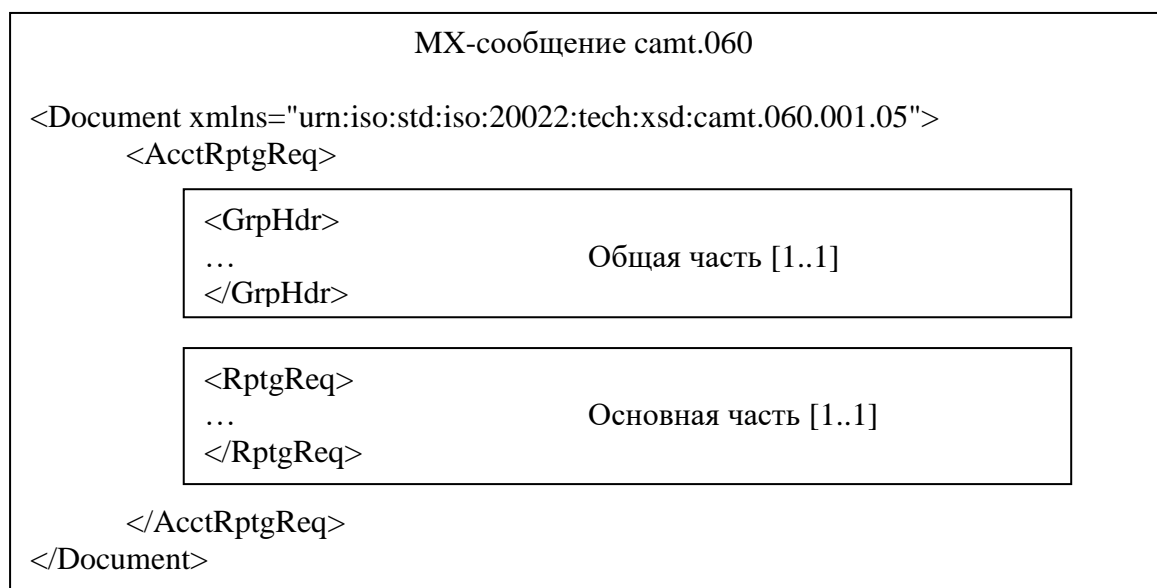 МХ-сообщение camt.060
<Document xmlns="urn:iso:std:iso:20022:tech:xsd:camt.060.001.05">
<AcctRptgReq>
<GrpHdr>
… Общая часть [1..1]
</GrpHdr>
<RptgReq>
… Основная часть [1..1]
</RptgReq>
</AcctRptgReq>
</Document>